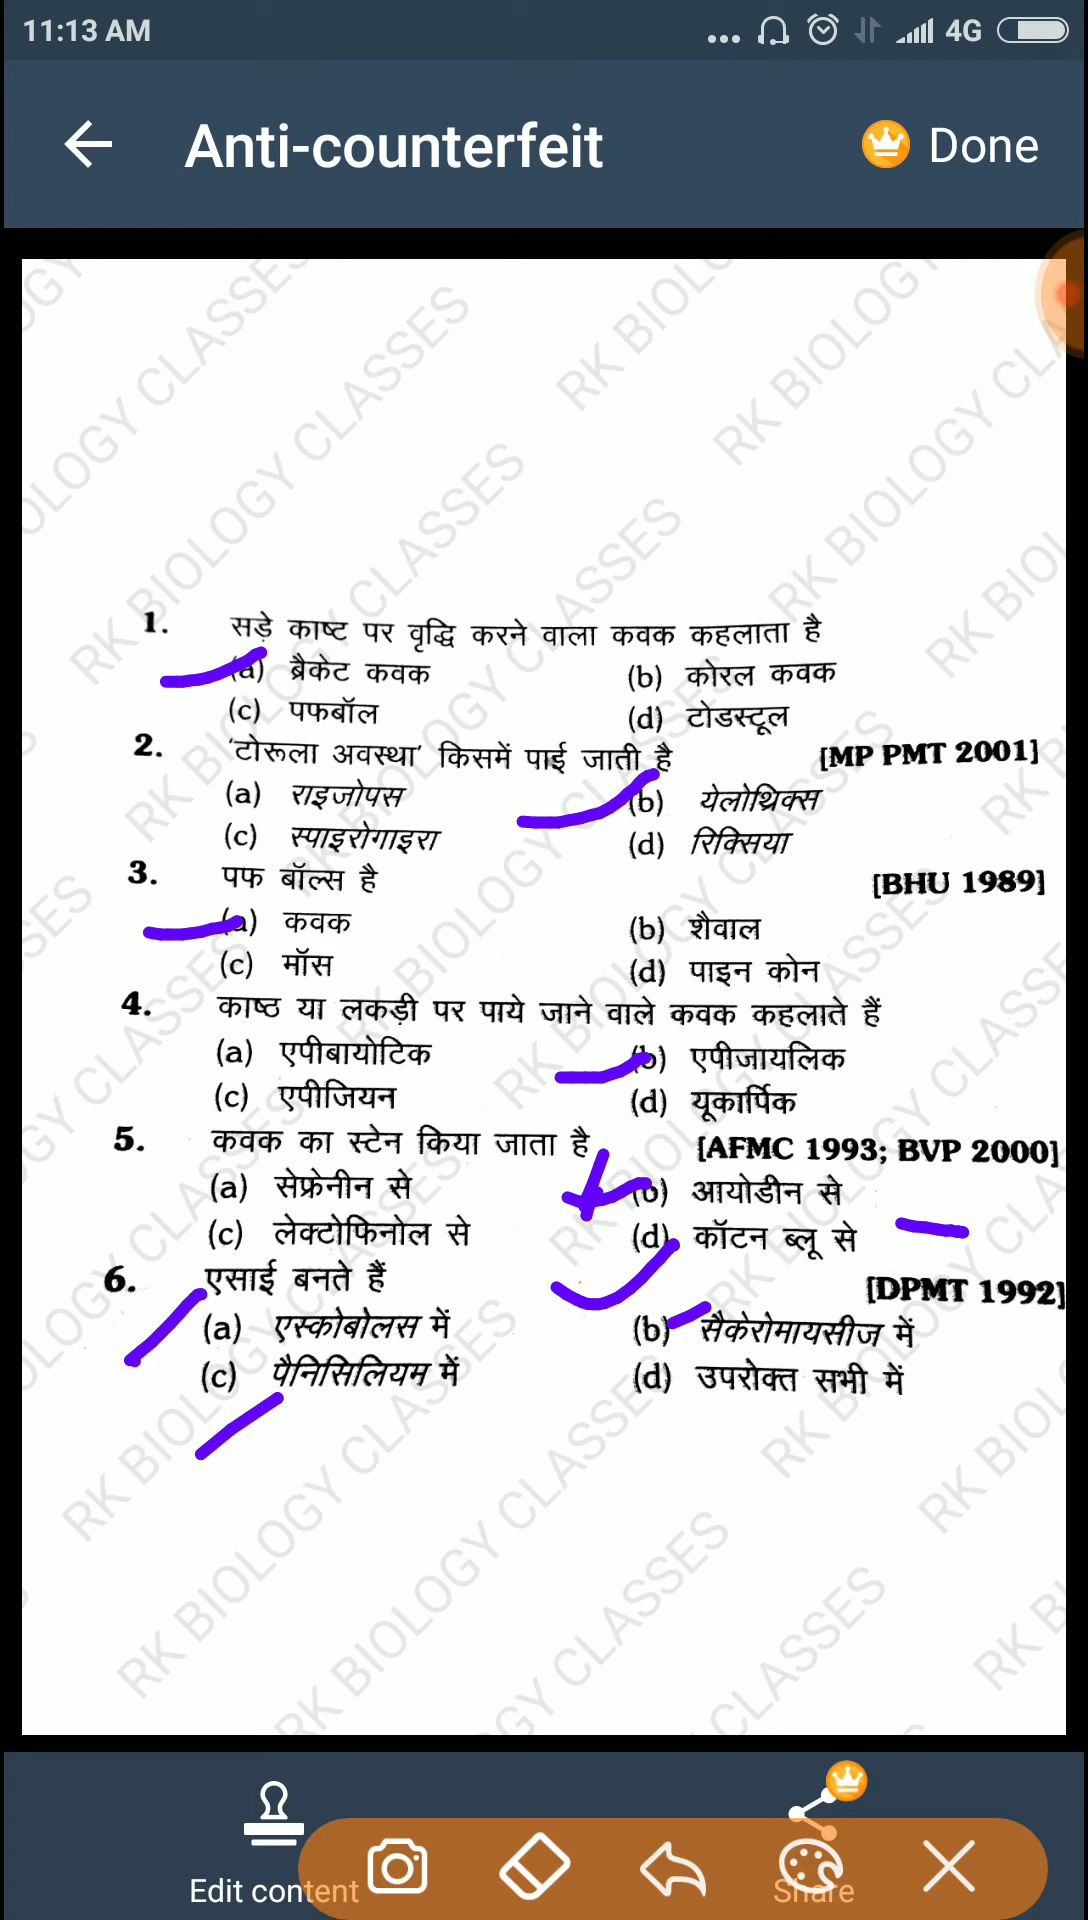 11:13 AM
4G
Anti-counterfeit
Done
1. सड़े काष्ट पर वृद्धि करने वाला कवक कहलाता है
(a) ब्रैकेट कवक (b) कोरल कवक
(c) पफबॉल (d) टोडस्टूल
2. 'टोरूला अवस्था' किसमें पाई जाती है [MP PMT 2001]
(a) राइजोपस (b) येलोथ्रिक्स
(c) स्पाइरोगाइरा (d) रिक्सिया
3. पफ बॉल्स है [BHU 1989]
(a) कवक (b) शैवाल
(c) मॉस (d) पाइन कोन
4. काष्ठ या लकड़ी पर पाये जाने वाले कवक कहलाते हैं
(a) एपीबायोटिक (b) एपीजायलिक
(c) एपीजियन (d) यूकार्पिक
5. कवक का स्टेन किया जाता है [AFMC 1993; BVP 2000]
(a) सेफ्रेनीन से (b) आयोडीन से
(c) लेक्टोफिनोल से (d) कॉटन ब्लू से
6. एसाई बनते हैं [DPMT 1992]
(a) एस्कोबोलस में (b) सैकेरोमायसीज में
(c) पैनिसिलियम में (d) उपरोक्त सभी में
RK BIOLOGY CLASSES
Edit content
Share